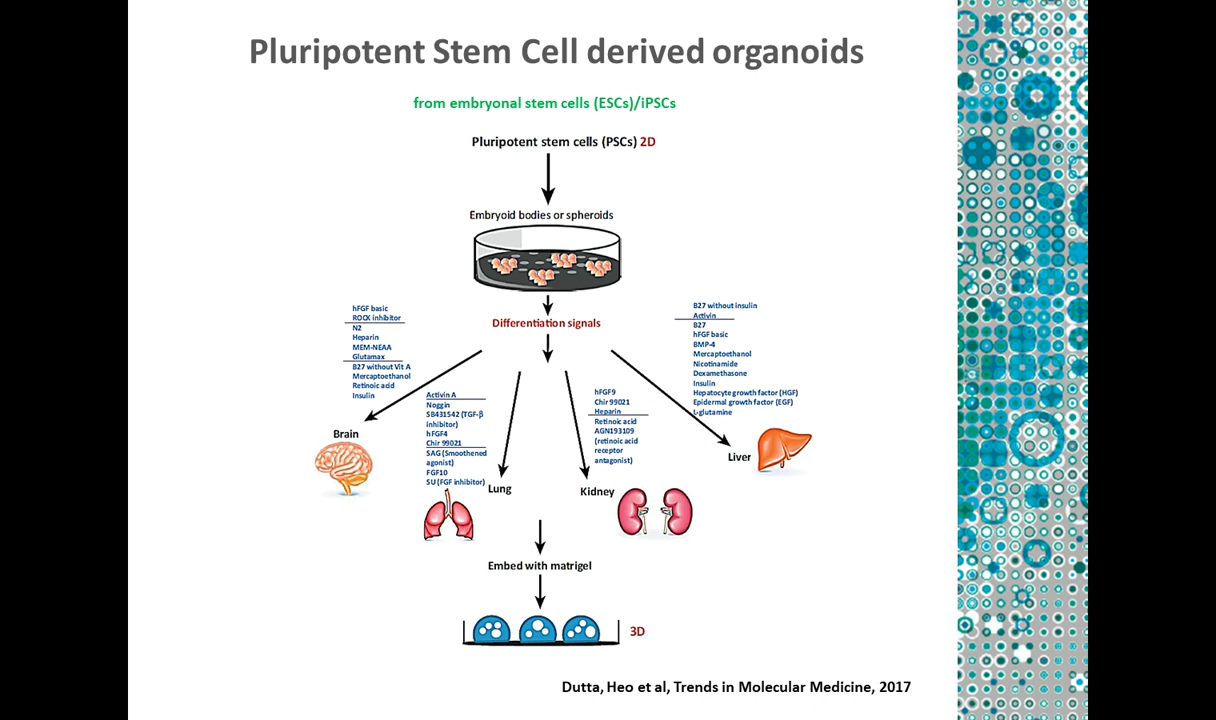 Pluripotent Stem Cell derived organoids
from embryonal stem cells (ESCs)/iPSCs
Pluripotent stem cells (PSCs) 2D
Embryoid bodies or spheroids
Differentiation signals
hFGF basic
ROCK inhibitor
N2
Heparin
MEM-NEAA
Glutamax
B27 without Vit A
Mercaptoethanol
Retinoic acid
Insulin
Brain
Activin A
Noggin
SB431542 (TGF-β
inhibitor)
hFGF4
Chir 99021
SAG (Smoothened
agonist)
FGF10
SU (FGF inhibitor)
Lung
hFGF9
Chir 99021
Heparin
Retinoic acid
AGN193109
(retinoic acid
receptor
antagonist)
Kidney
B27 without insulin
Activin
B27
hFGF basic
BMP-4
Mercaptoethanol
Nicotinamide
Dexamethasone
Insulin
Hepatocyte growth factor (HGF)
Epidermal growth factor (EGF)
L-glutamine
Liver
Embed with matrigel
3D
Dutta, Heo et al, Trends in Molecular Medicine, 2017